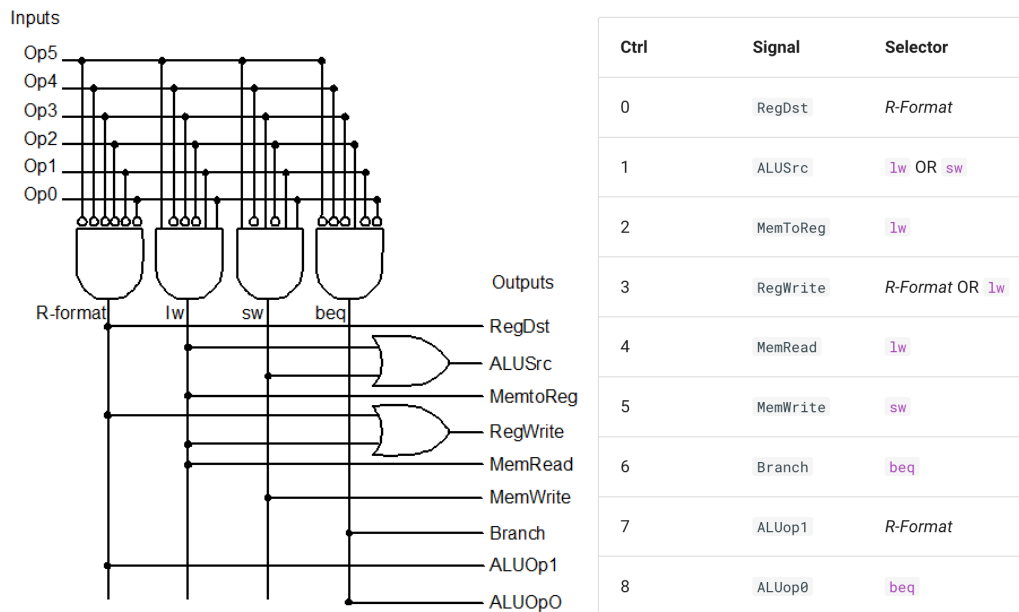 Inputs
Op5
Op4
Op3
Op2
Op1
Op0
R-format lw sw beq
Outputs
RegDst
ALUSrc
MemtoReg
RegWrite
MemRead
MemWrite
Branch
ALUOp1
ALUOpO
Ctrl Signal Selector
0 RegDst R-Format
1 ALUSrc lw OR sw
2 MemToReg lw
3 RegWrite R-Format OR lw
4 MemRead lw
5 MemWrite sw
6 Branch beq
7 ALUop1 R-Format
8 ALUop0 beq